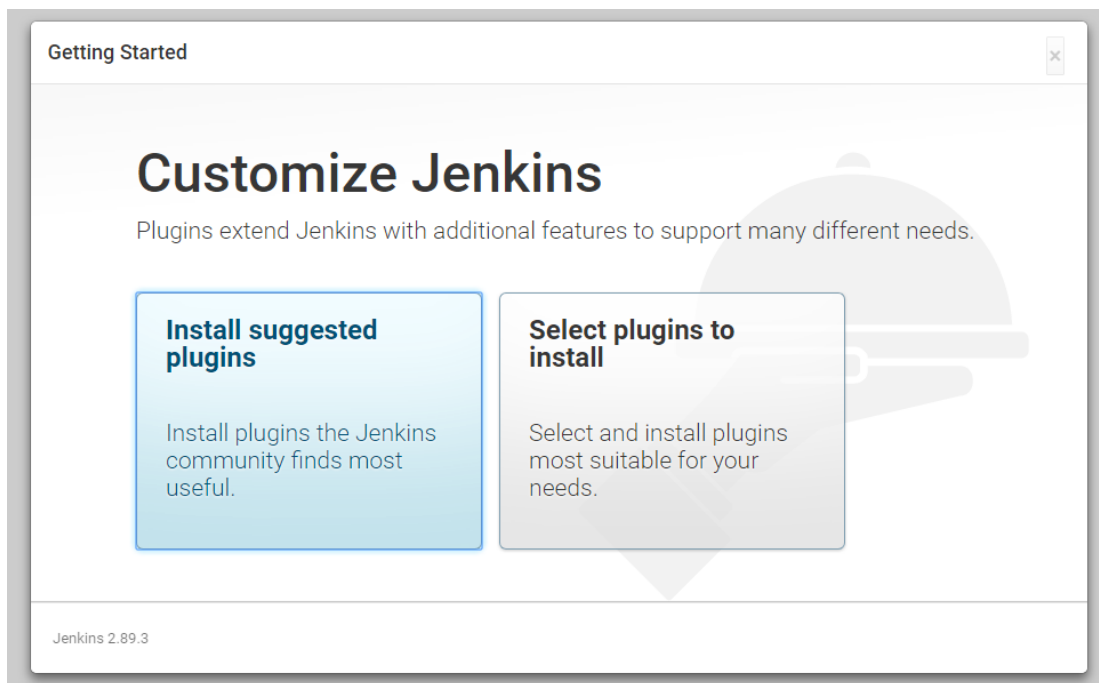 Getting Started
×
Customize Jenkins
Plugins extend Jenkins with additional features to support many different needs.
Install suggested
plugins
Install plugins the Jenkins
community finds most
useful.
Select plugins to
install
Select and install plugins
most suitable for your
needs.
Jenkins 2.89.3